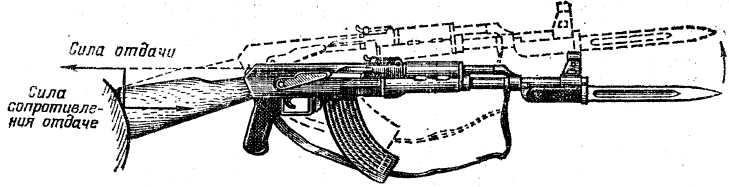 Сила отдачи
Сила
сопротивле-
ния отдаче